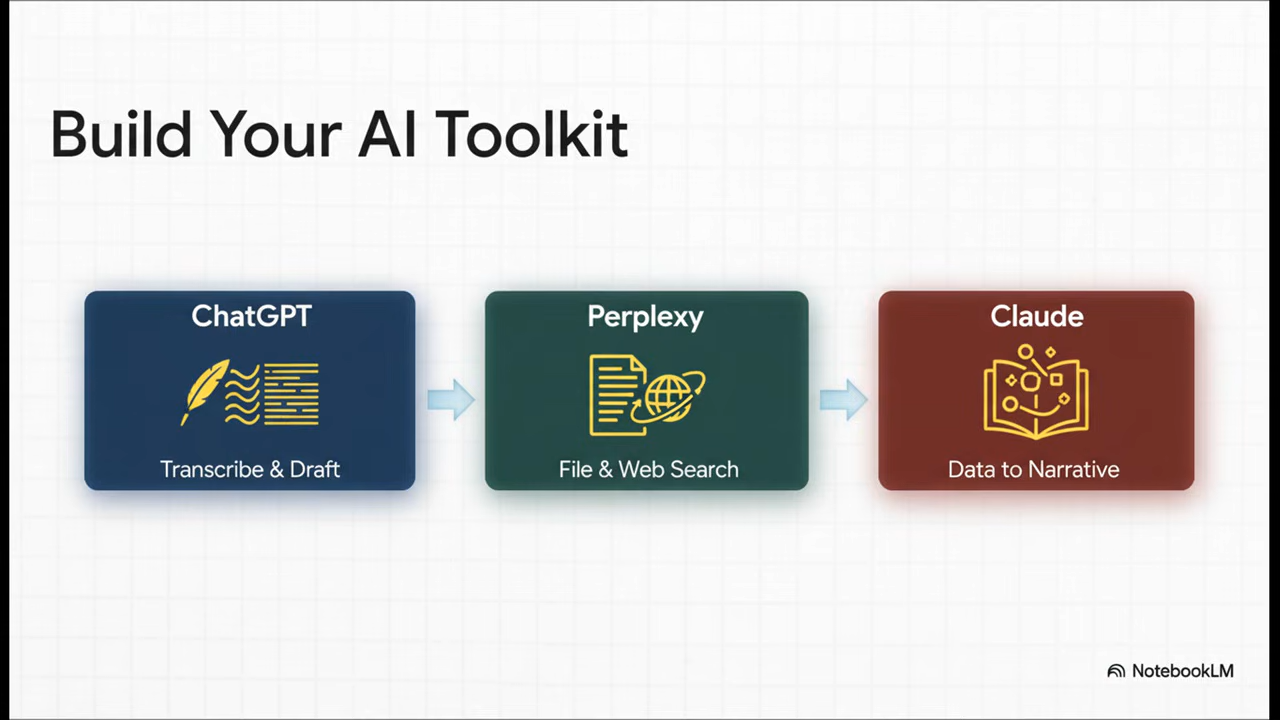 Build Your AI Toolkit
ChatGPT
Transcribe & Draft
Perplexy
File & Web Search
Claude
Data to Narrative
NotebookLM